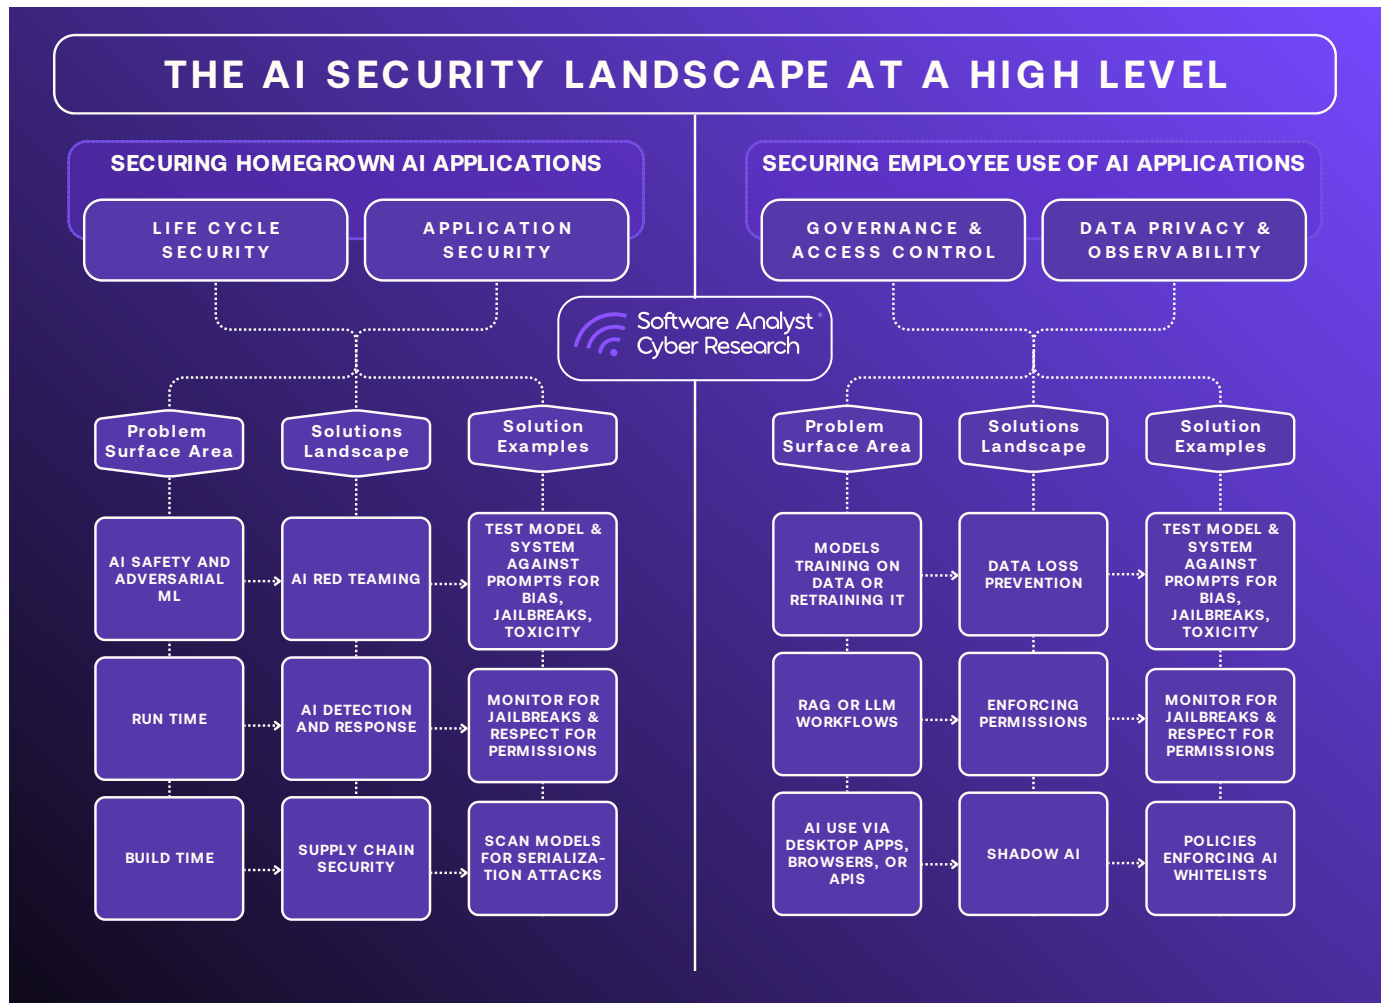 THE AI SECURITY LANDSCAPE AT A HIGH LEVEL
SECURING HOMEGROWN AI APPLICATIONS
LIFE CYCLE
SECURITY
APPLICATION
SECURITY
SECURING EMPLOYEE USE OF AI APPLICATIONS
GOVERNANCE &
ACCESS CONTROL
DATA PRIVACY &
OBSERVABILITY
Software Analyst®
Cyber Research
Problem
Surface Area
Solutions
Landscape
Solution
Examples
AI SAFETY AND
ADVERSARIAL
ML
AI RED TEAMING
TEST MODEL &
SYSTEM
AGAINST
PROMPTS FOR
BIAS,
JAILBREAKS,
TOXICITY
RUN TIME
AI DETECTION
AND RESPONSE
MONITOR FOR
JAILBREAKS &
RESPECT FOR
PERMISSIONS
BUILD TIME
SUPPLY CHAIN
SECURITY
SCAN MODELS
FOR SERIALIZA-
TION ATTACKS
Problem
Surface Area
Solutions
Landscape
Solution
Examples
MODELS
TRAINING ON
DATA OR
RETRAINING IT
DATA LOSS
PREVENTION
TEST MODEL &
SYSTEM
AGAINST
PROMPTS FOR
BIAS,
JAILBREAKS,
TOXICITY
RAG OR LLM
WORKFLOWS
ENFORCING
PERMISSIONS
MONITOR FOR
JAILBREAKS &
RESPECT FOR
PERMISSIONS
AI USE VIA
DESKTOP APPS,
BROWSERS, OR
APIS
SHADOW AI
POLICIES
ENFORCING AI
WHITELISTS